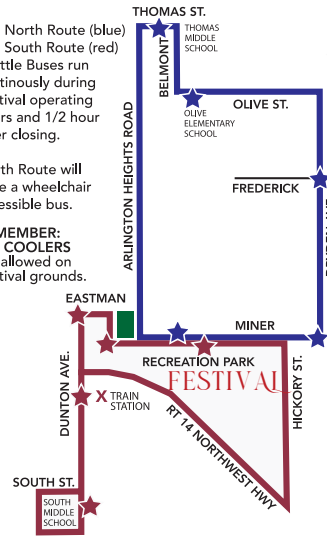 North Route (blue)
South Route (red)
ttle Buses run
tinously during
tival operating
rs and 1/2 hour
er closing.
th Route will
e a wheelchair
essible bus.
MEMBER:
COOLERS
allowed on
tival grounds.
THOMAS ST.
THOMAS
MIDDLE
SCHOOL
BELMONT
OLIVE ST.
OLIVE
ELEMENTARY
SCHOOL
ARLINGTON HEIGHTS ROAD
FREDERICK
EASTMAN
MINER
RECREATION PARK
FESTIVAL
HICKORY ST.
DUNTON AVE.
X TRAIN
STATION
RT 14 NORTHWEST HWY
SOUTH ST.
SOUTH
MIDDLE
SCHOOL